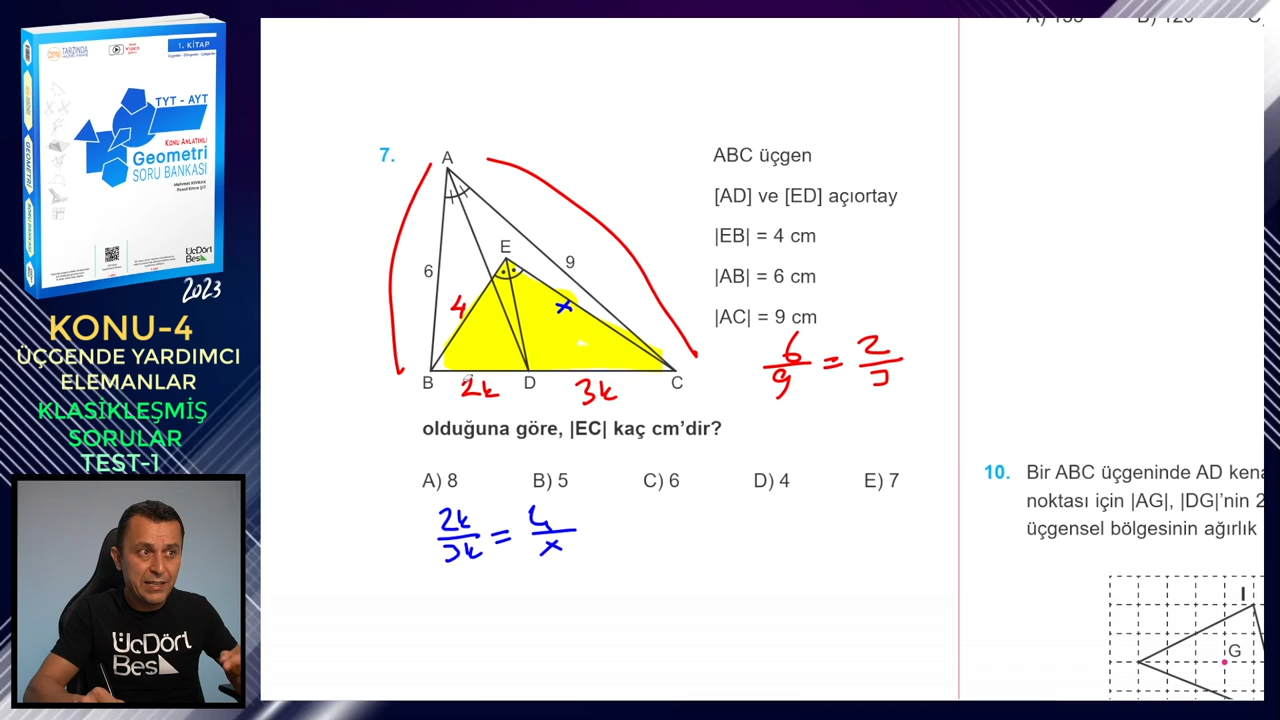 1. KİTAP
TYT - AYT
KONU ANLATIMLI
Geometri
SORU BANKASI
GEOMETRİ
ÜçDört
Beş
2023
KONU-4
ÜÇGENDE YARDIMCI
ELEMANLAR
KLASİKLEŞMİŞ
SORULAR
TEST-1
ÜçDört
Beş
7.
A
E
6
9
4
x
B
D
C
2k
3k
ABC üçgen
[AD] ve [ED] açıortay
|EB| = 4 cm
|AB| = 6 cm
|AC| = 9 cm
6/9 = 2/3
olduğuna göre, |EC| kaç cm'dir?
A) 8 B) 5 C) 6 D) 4 E) 7
2k/3k = 4/x
10. Bir ABC üçgeninde AD kena
noktası için |AG|, |DG|'nin 2
üçgensel bölgesinin ağırlık
G